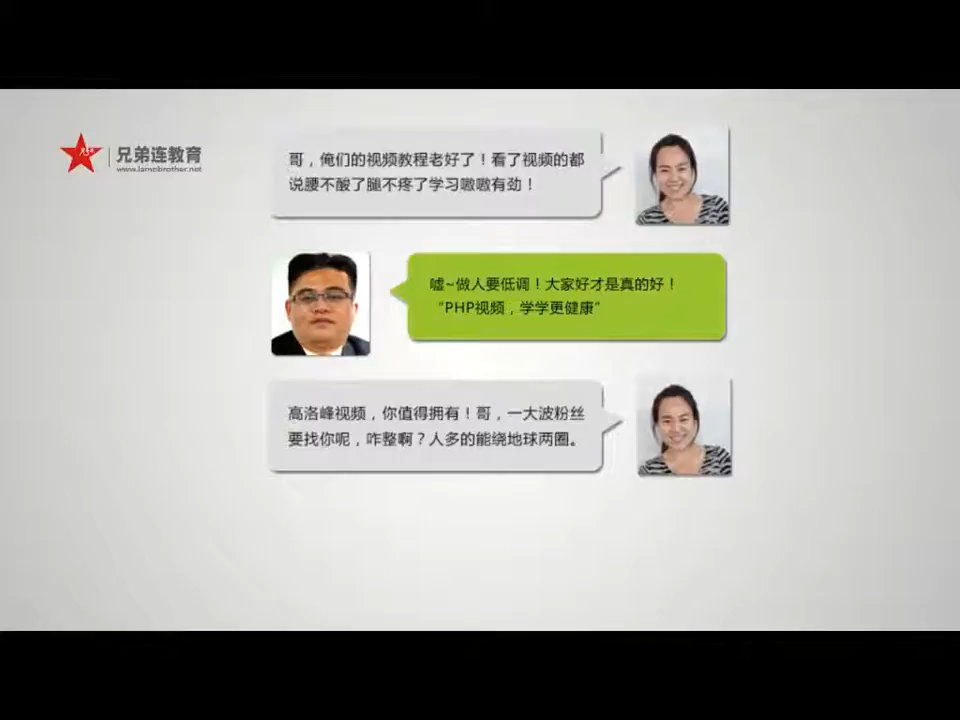 兄弟连教育
www.lamobrother.net
哥，俺们的视频教程老好了！看了视频的都
说腰不酸了腿不疼了学习嗷嗷有劲！
嘘~做人要低调！大家好才是真的好！
“PHP视频，学学更健康”
高洛峰视频，你值得拥有！哥，一大波粉丝
要找你呢，咋整啊？人多的能绕地球两圈。